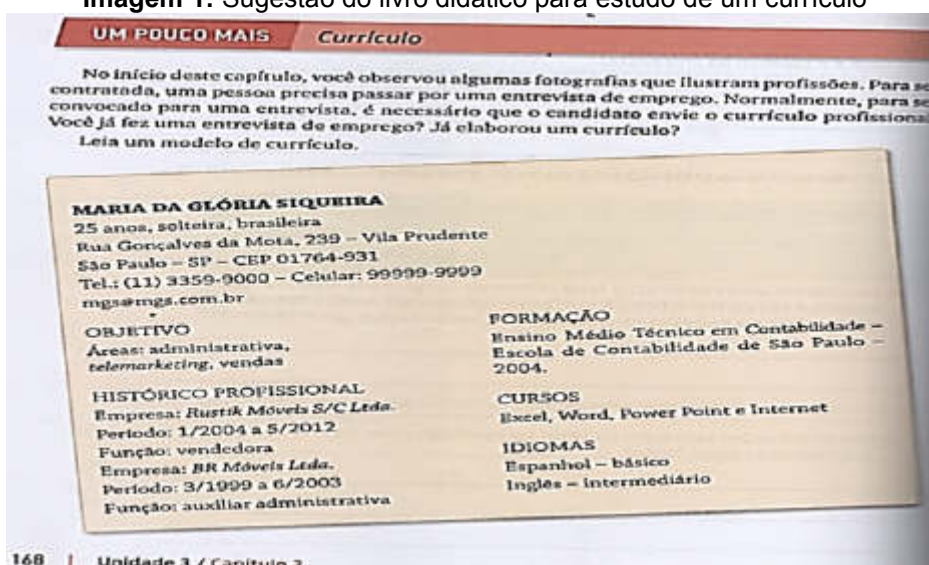 Imagem 1: Sugestão do livro didático para estudo de um currículo
UM POUCO MAIS Currículo
No início deste capítulo, você observou algumas fotografias que ilustram profissões. Para se
contratada, uma pessoa precisa passar por uma entrevista de emprego. Normalmente, para se
convocado para uma entrevista, é necessário que o candidato envie o currículo profissional
Você já fez uma entrevista de emprego? Já elaborou um currículo?
Leia um modelo de currículo.
MARIA DA GLÓRIA SIQUEIRA
25 anos, solteira, brasileira
Rua Gonçalves da Mota, 239 – Vila Prudente
São Paulo – SP – CEP 01764-931
Tel.: (11) 3359-9000 – Celular: 99999-9999
mgs@mgs.com.br
OBJETIVO
Áreas: administrativa,
telemarketing, vendas
HISTÓRICO PROFISSIONAL
Empresa: Rustik Móveis S/C Ltda.
Período: 1/2004 a 5/2012
Função: vendedora
Empresa: BR Móveis Ltda.
Período: 3/1999 a 6/2003
Função: auxiliar administrativa
FORMAÇÃO
Ensino Médio Técnico em Contabilidade –
Escola de Contabilidade de São Paulo –
2004.
CURSOS
Excel, Word, Power Point e Internet
IDIOMAS
Espanhol – básico
Inglês – intermediário
168 | Unidade 3 / Capítulo 3